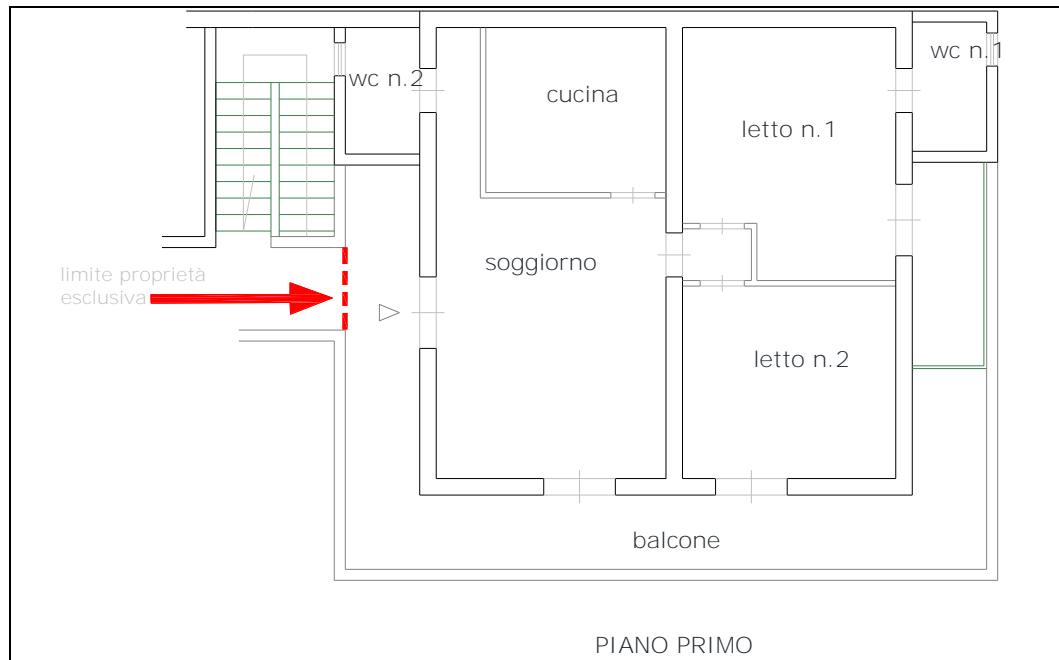 wc n.2
cucina
letto n.1
wc n.1
soggiorno
limite proprietà
esclusiva
letto n.2
balcone
PIANO PRIMO